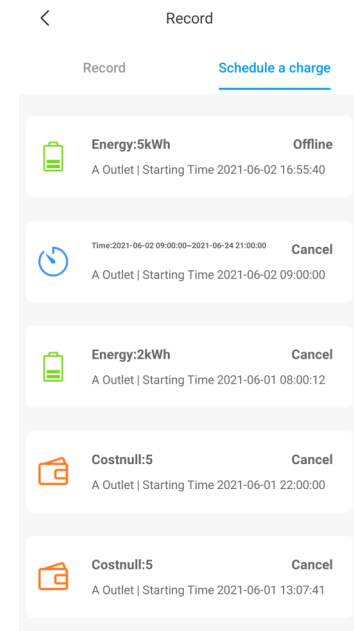 Record
Record Schedule a charge
Energy:5kWh Offline
A Outlet | Starting Time 2021-06-02 16:55:40
Time:2021-06-02 09:00:00~2021-06-24 21:00:00 Cancel
A Outlet | Starting Time 2021-06-02 09:00:00
Energy:2kWh Cancel
A Outlet | Starting Time 2021-06-01 08:00:12
Costnull:5 Cancel
A Outlet | Starting Time 2021-06-01 22:00:00
Costnull:5 Cancel
A Outlet | Starting Time 2021-06-01 13:07:41